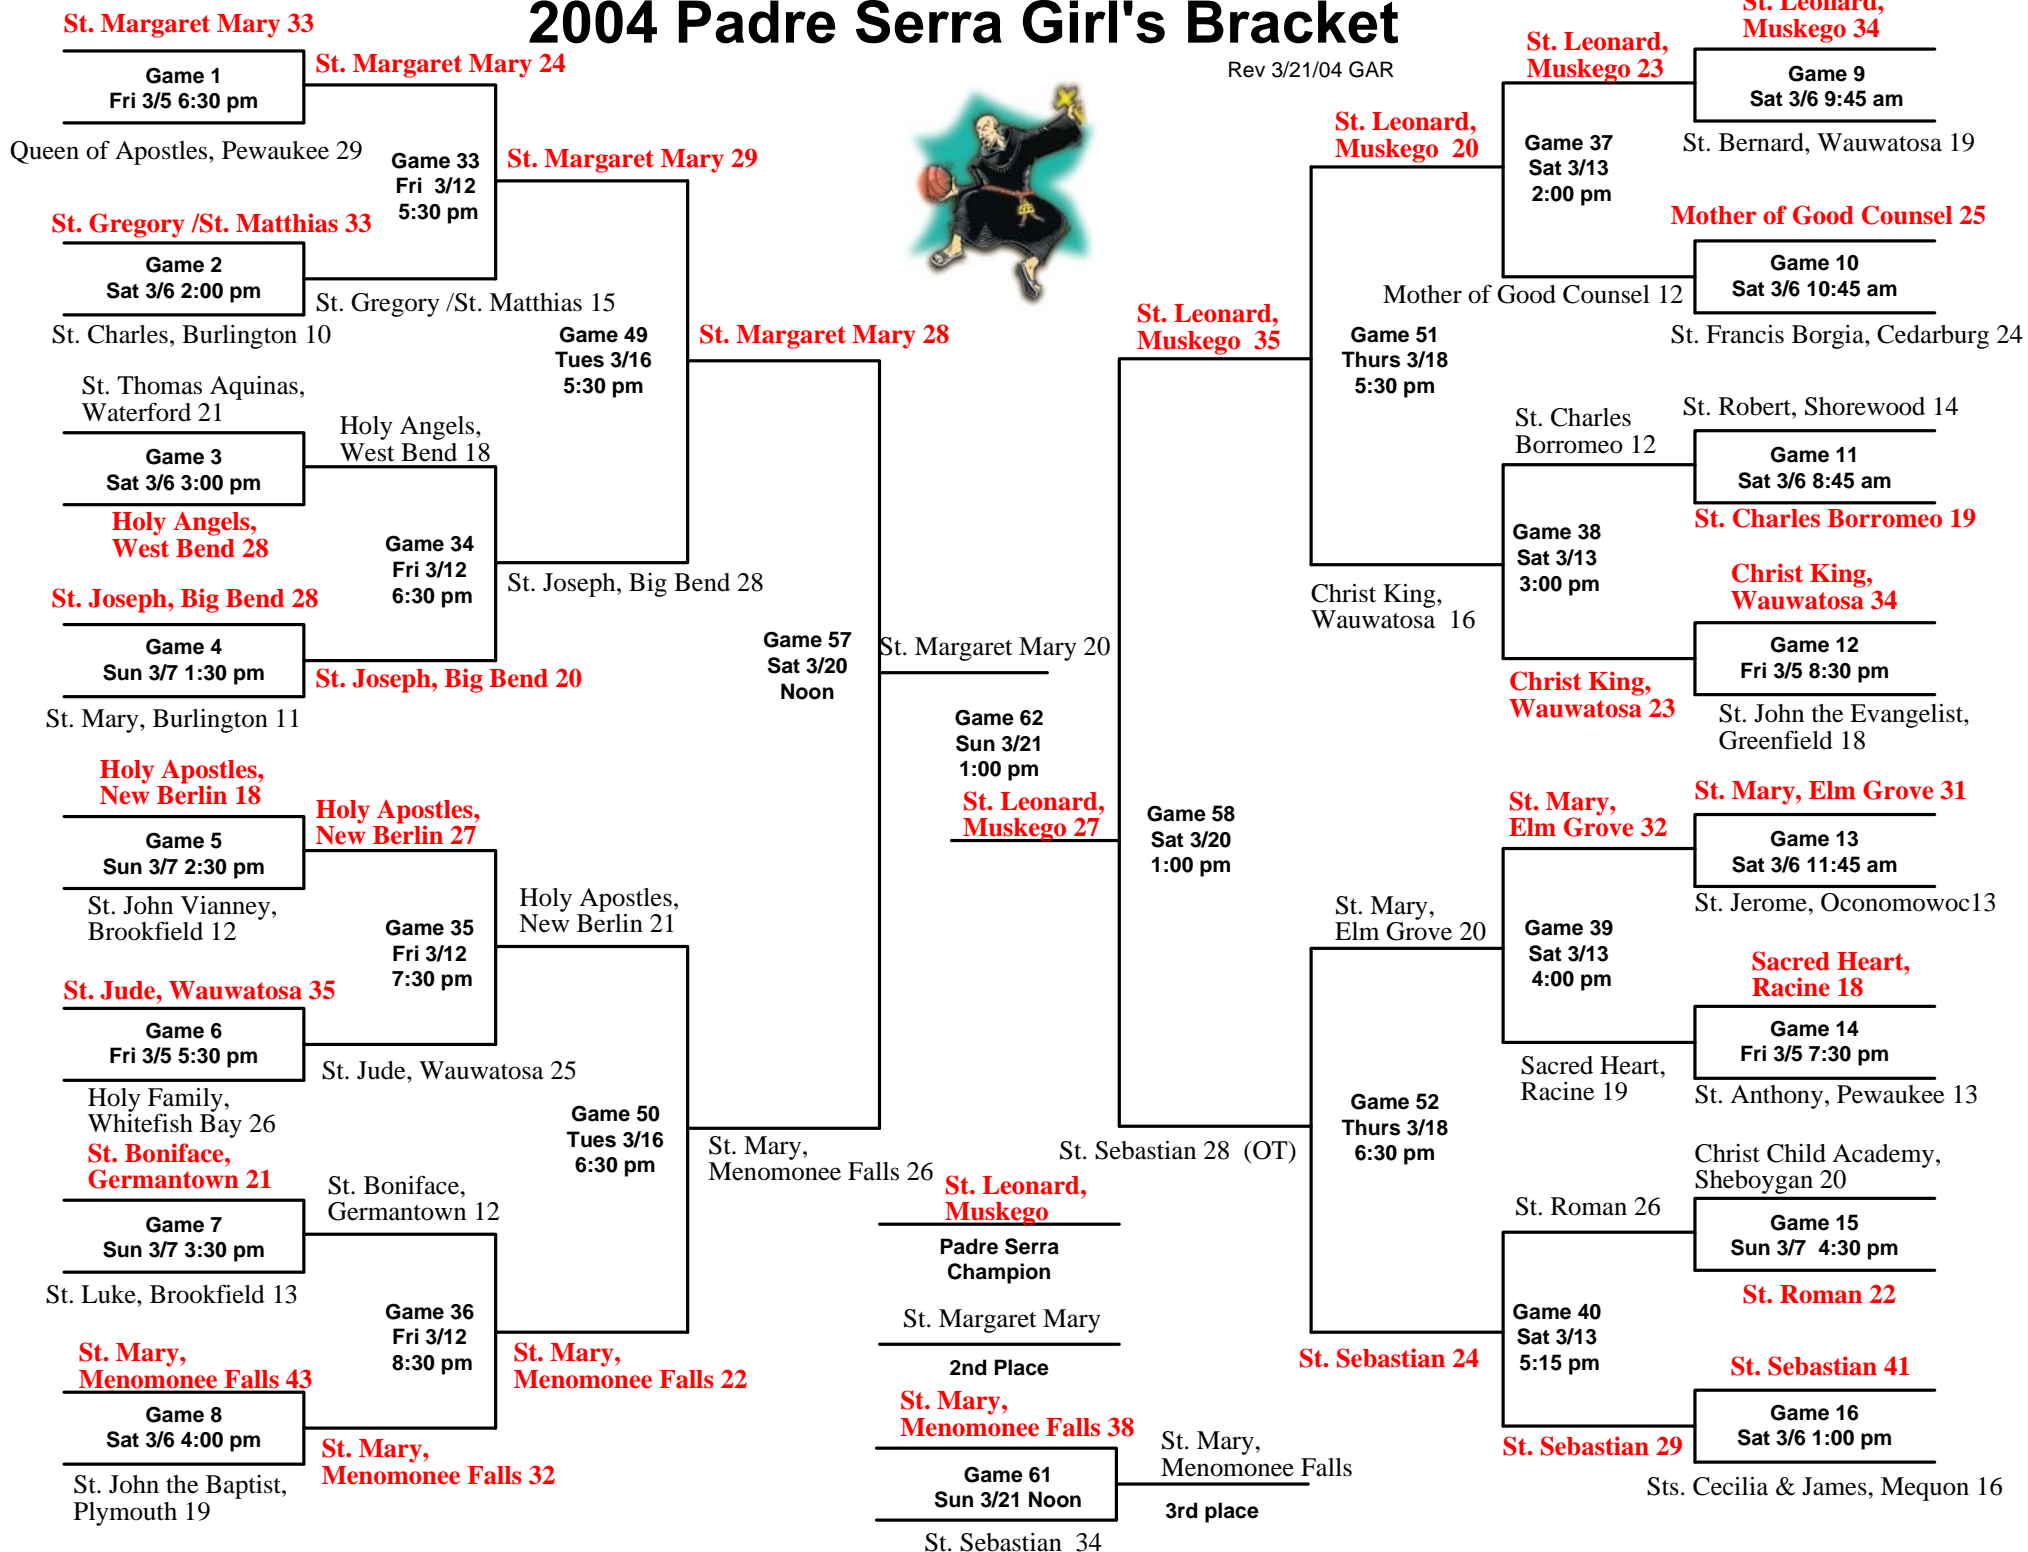 2004 Padre Serra Girl's Bracket
Rev 3/21/04 GAR
St. Margaret Mary 33
Game 1
Fri 3/5 6:30 pm
Queen of Apostles, Pewaukee 29
St. Gregory /St. Matthias 33
Game 2
Sat 3/6 2:00 pm
St. Charles, Burlington 10
St. Thomas Aquinas,
Waterford 21
Game 3
Sat 3/6 3:00 pm
Holy Angels,
West Bend 28
St. Joseph, Big Bend 28
Game 4
Sun 3/7 1:30 pm
St. Mary, Burlington 11
Holy Apostles,
New Berlin 18
Game 5
Sun 3/7 2:30 pm
St. John Vianney,
Brookfield 12
St. Jude, Wauwatosa 35
Game 6
Fri 3/5 5:30 pm
Holy Family,
Whitefish Bay 26
St. Boniface,
Germantown 21
Game 7
Sun 3/7 3:30 pm
St. Luke, Brookfield 13
St. Mary,
Menomonee Falls 43
Game 8
Sat 3/6 4:00 pm
St. John the Baptist,
Plymouth 19
St. Margaret Mary 24
Game 33
Fri 3/12
5:30 pm
St. Gregory /St. Matthias 15
Holy Angels,
West Bend 18
Game 34
Fri 3/12
6:30 pm
St. Joseph, Big Bend 20
Holy Apostles,
New Berlin 27
Game 35
Fri 3/12
7:30 pm
St. Jude, Wauwatosa 25
St. Boniface,
Germantown 12
Game 36
Fri 3/12
8:30 pm
St. Mary,
Menomonee Falls 32
St. Margaret Mary 29
Game 49
Tues 3/16
5:30 pm
St. Joseph, Big Bend 28
Holy Apostles,
New Berlin 21
Game 50
Tues 3/16
6:30 pm
St. Mary,
Menomonee Falls 22
St. Margaret Mary 28
Game 57
Sat 3/20
Noon
St. Mary,
Menomonee Falls 26
St. Margaret Mary 20
Game 62
Sun 3/21
1:00 pm
St. Leonard,
Muskego 27
St. Leonard,
Muskego
Padre Serra
Champion
St. Margaret Mary
2nd Place
St. Mary,
Menomonee Falls 38
Game 61
Sun 3/21 Noon
St. Sebastian 34
St. Mary,
Menomonee Falls
3rd place
St. Leonard,
Muskego 35
Game 58
Sat 3/20
1:00 pm
St. Sebastian 28 (OT)
St. Leonard,
Muskego 20
Game 51
Thurs 3/18
5:30 pm
Christ King,
Wauwatosa 16
St. Mary,
Elm Grove 20
Game 52
Thurs 3/18
6:30 pm
St. Sebastian 24
St. Leonard,
Muskego 23
Game 37
Sat 3/13
2:00 pm
Mother of Good Counsel 12
St. Charles
Borromeo 12
Game 38
Sat 3/13
3:00 pm
Christ King,
Wauwatosa 23
St. Mary,
Elm Grove 32
Game 39
Sat 3/13
4:00 pm
Sacred Heart,
Racine 19
St. Roman 26
Game 40
Sat 3/13
5:15 pm
St. Sebastian 29
St. Leonard,
Muskego 34
Game 9
Sat 3/6 9:45 am
St. Bernard, Wauwatosa 19
Mother of Good Counsel 25
Game 10
Sat 3/6 10:45 am
St. Francis Borgia, Cedarburg 24
St. Robert, Shorewood 14
Game 11
Sat 3/6 8:45 am
St. Charles Borromeo 19
Christ King,
Wauwatosa 34
Game 12
Fri 3/5 8:30 pm
St. John the Evangelist,
Greenfield 18
St. Mary, Elm Grove 31
Game 13
Sat 3/6 11:45 am
St. Jerome, Oconomowoc13
Sacred Heart,
Racine 18
Game 14
Fri 3/5 7:30 pm
St. Anthony, Pewaukee 13
Christ Child Academy,
Sheboygan 20
Game 15
Sun 3/7 4:30 pm
St. Roman 22
St. Sebastian 41
Game 16
Sat 3/6 1:00 pm
Sts. Cecilia & James, Mequon 16